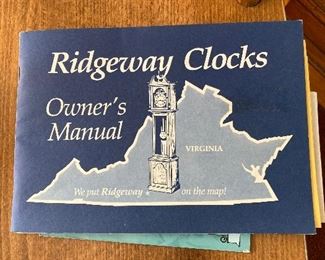 Ridgeway Clocks
Owner's
Manual
VIRGINIA
We put Ridgeway on the map!